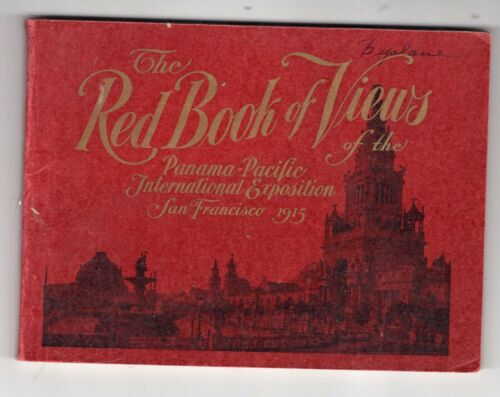 The
Red Book of Views
of the
Panama-Pacific
International Exposition
San Francisco 1915